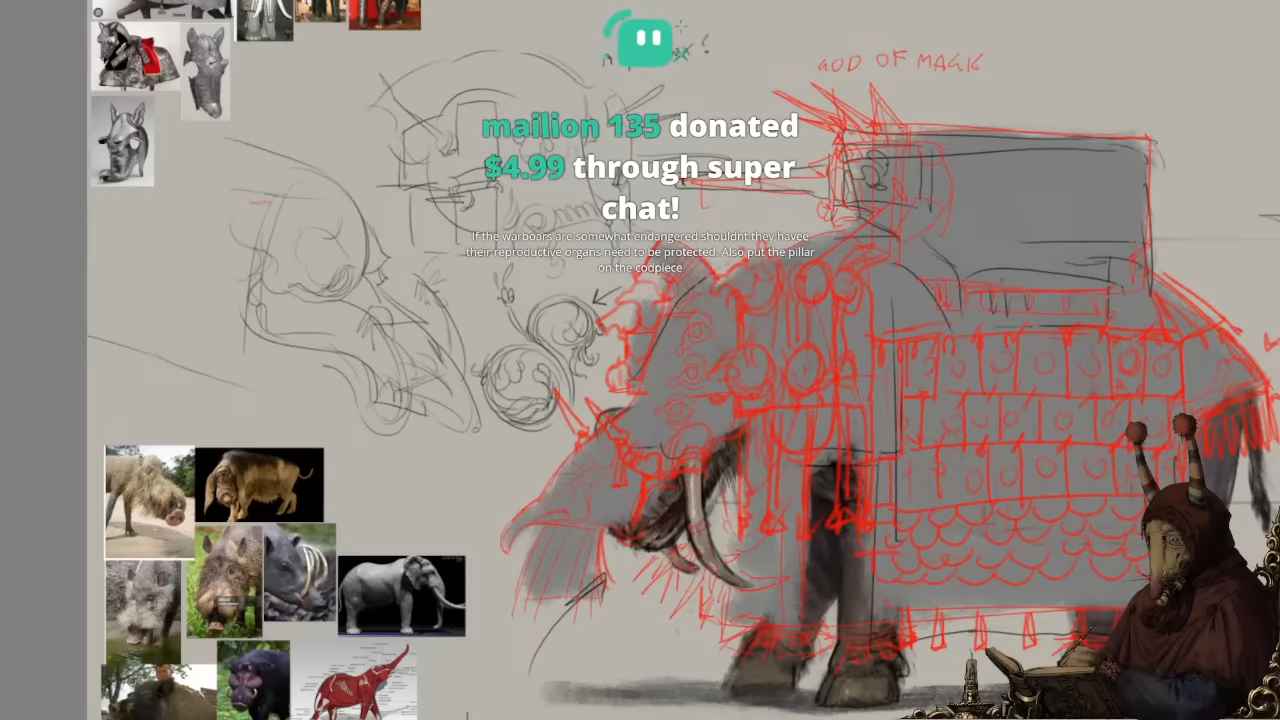 GOD OF MAGIC
mailion 135 donated
$4.99 through super
chat!
If the warboars are somewhat endangered shouldnt they havee
their reproductive organs need to be protected. Also put the pillar
on the codpiece